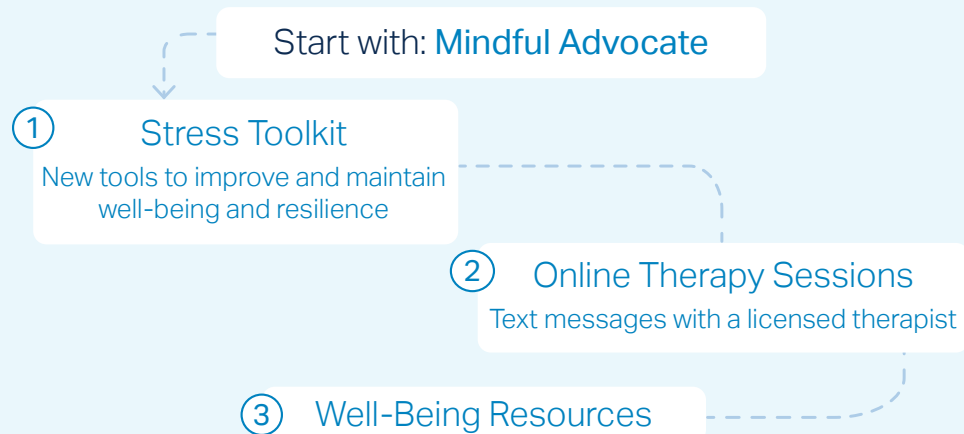 Start with: Mindful Advocate
1
Stress Toolkit
New tools to improve and maintain
well-being and resilience
2
Online Therapy Sessions
Text messages with a licensed therapist
3
Well-Being Resources